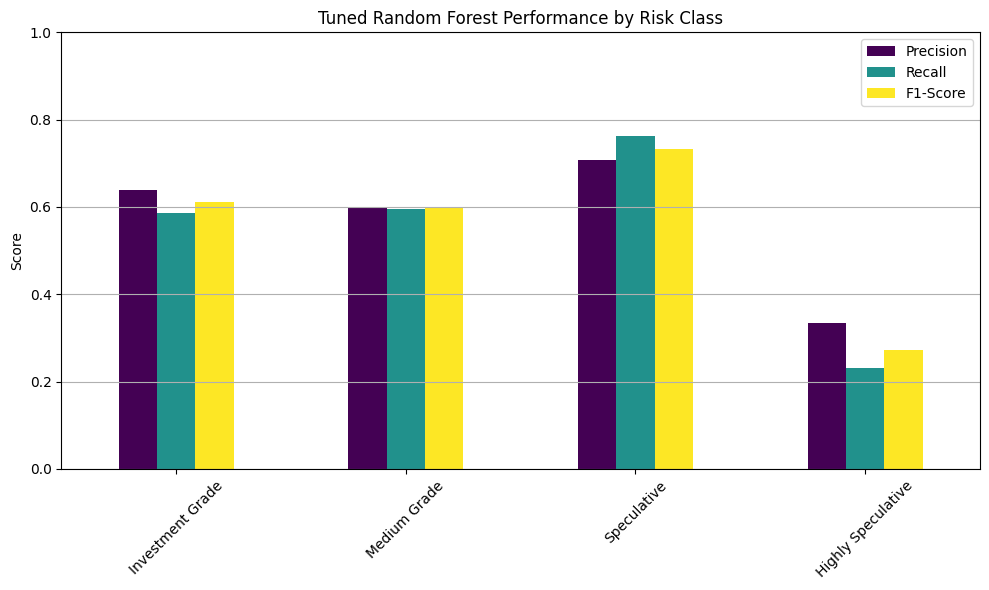 Tuned Random Forest Performance by Risk Class
1.0
0.8
0.6
0.4
0.2
0.0
Score
Precision
Recall
F1-Score
Investment Grade
Medium Grade
Speculative
Highly Speculative